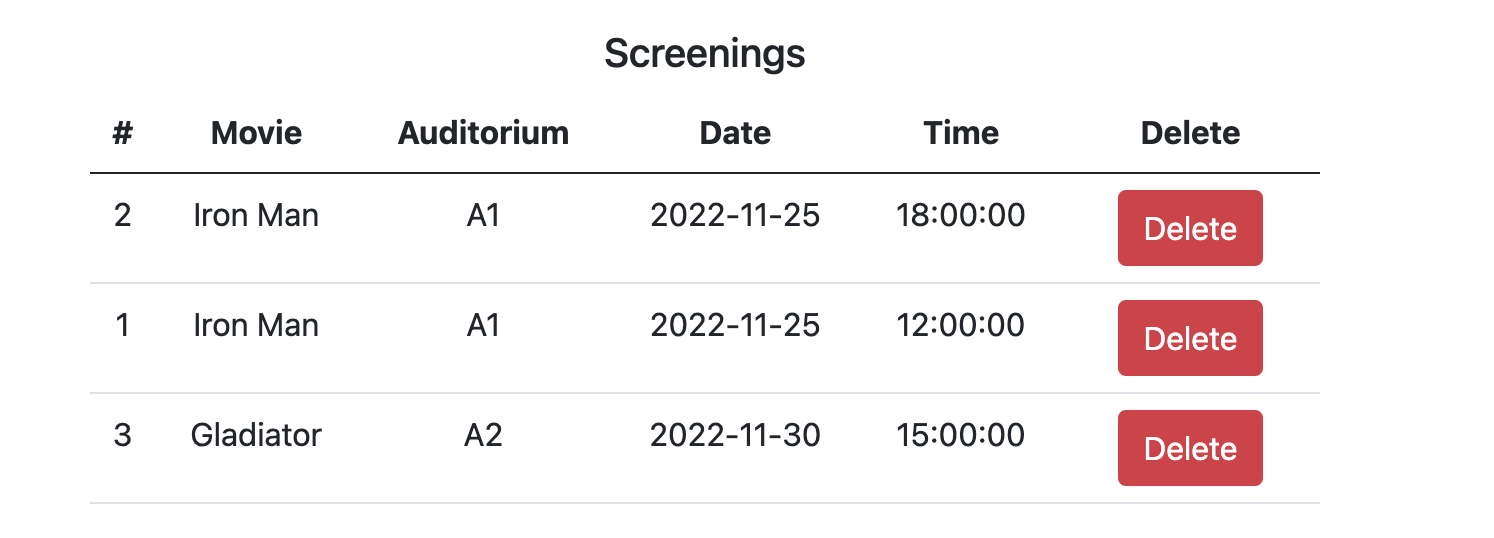 Screenings
# Movie Auditorium Date Time Delete
2 Iron Man A1 2022-11-25 18:00:00 Delete
1 Iron Man A1 2022-11-25 12:00:00 Delete
3 Gladiator A2 2022-11-30 15:00:00 Delete